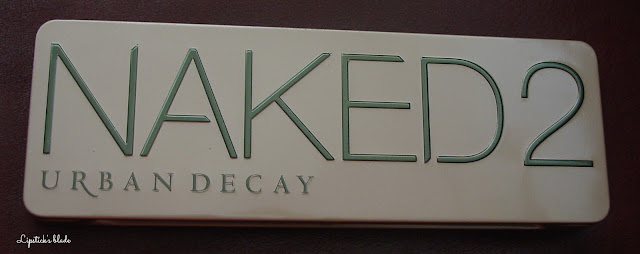 NAKED2
URBAN DECAY
Lipstick's blade